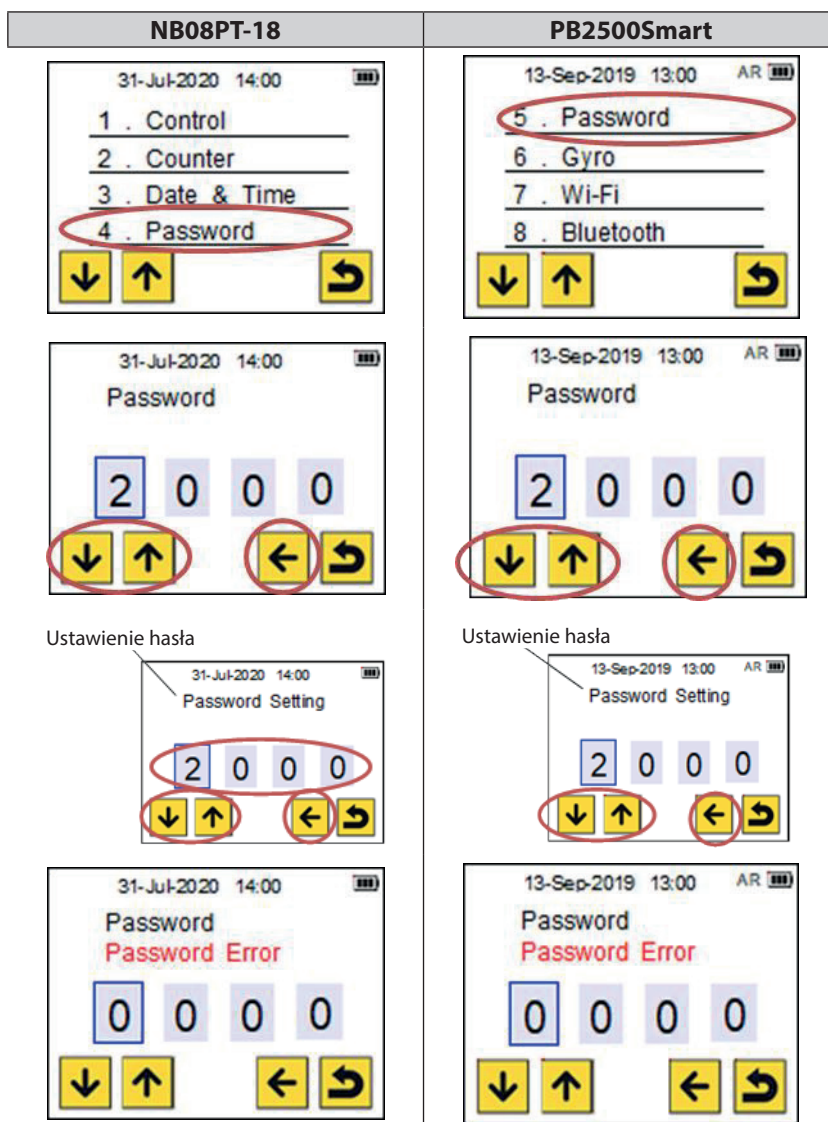 NB08PT-18
PB2500Smart
31-Jul-2020 14:00
1 . Control
2 . Counter
3 . Date & Time
4 . Password
13-Sep-2019 13:00 AR
5 . Password
6 . Gyro
7 . Wi-Fi
8 . Bluetooth
31-Jul-2020 14:00
Password
2 0 0 0
13-Sep-2019 13:00 AR
Password
2 0 0 0
Ustawienie hasła
31-Jul-2020 14:00
Password Setting
2 0 0 0
Ustawienie hasła
13-Sep-2019 13:00 AR
Password Setting
2 0 0 0
31-Jul-2020 14:00
Password
Password Error
0 0 0 0
13-Sep-2019 13:00 AR
Password
Password Error
0 0 0 0